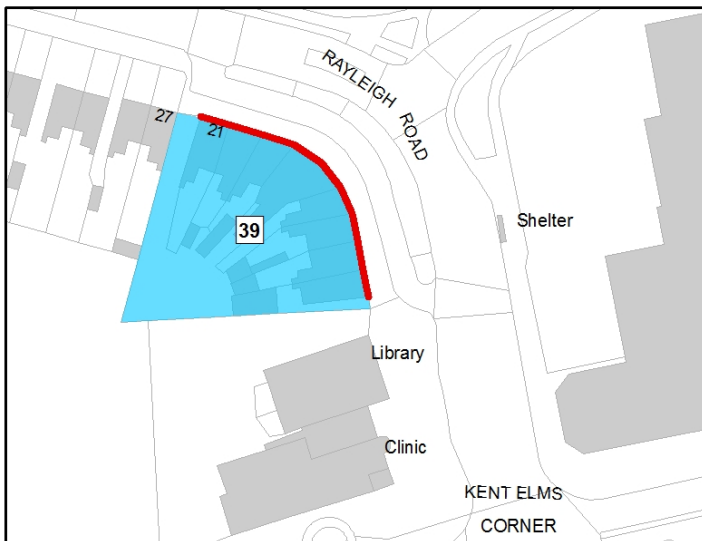 RAYLEIGH ROAD
27
21
39
Shelter
Library
Clinic
KENT ELMS
CORNER